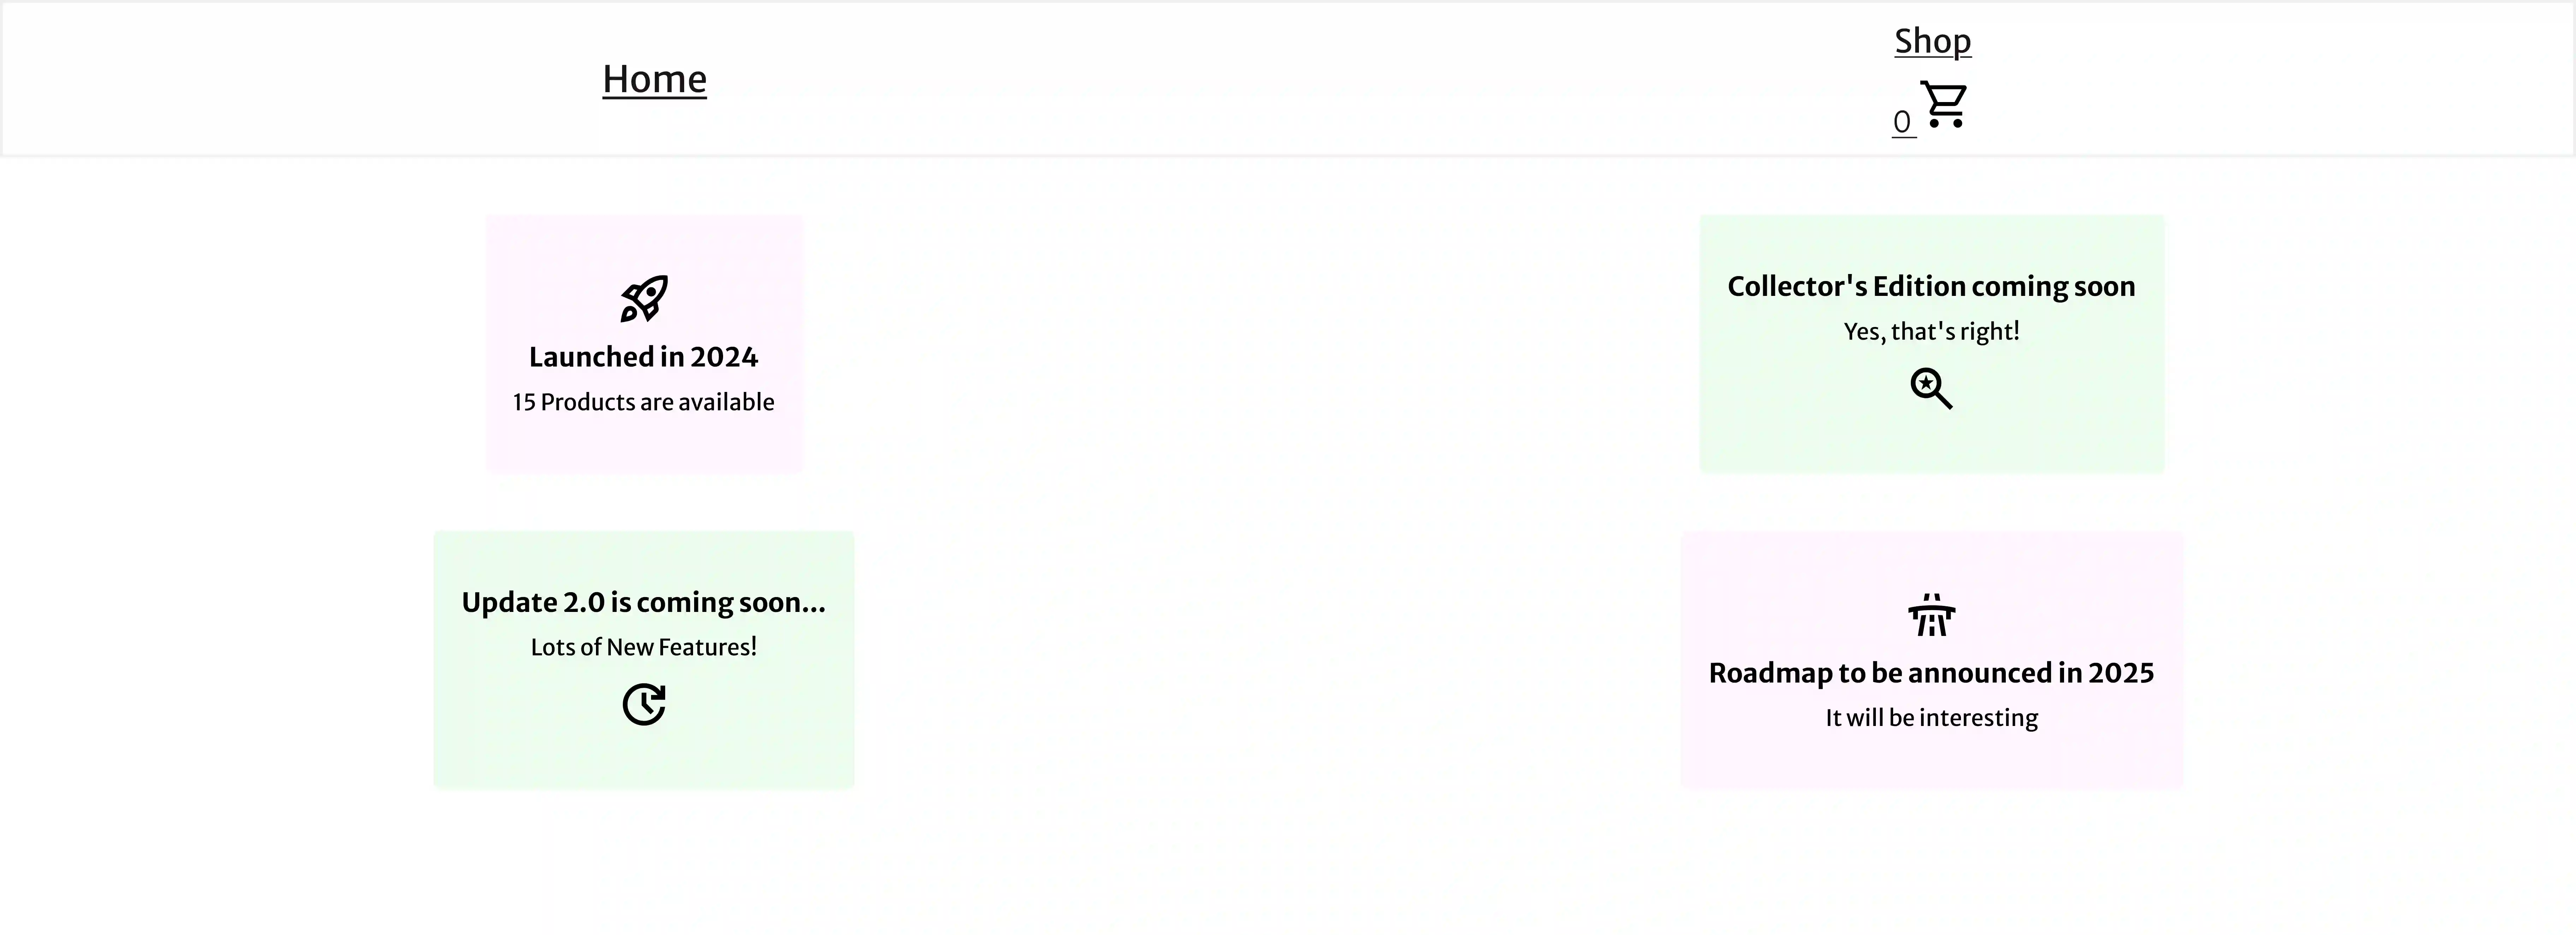 Home
Shop
0
Launched in 2024
15 Products are available
Collector's Edition coming soon
Yes, that's right!
Update 2.0 is coming soon...
Lots of New Features!
Roadmap to be announced in 2025
It will be interesting